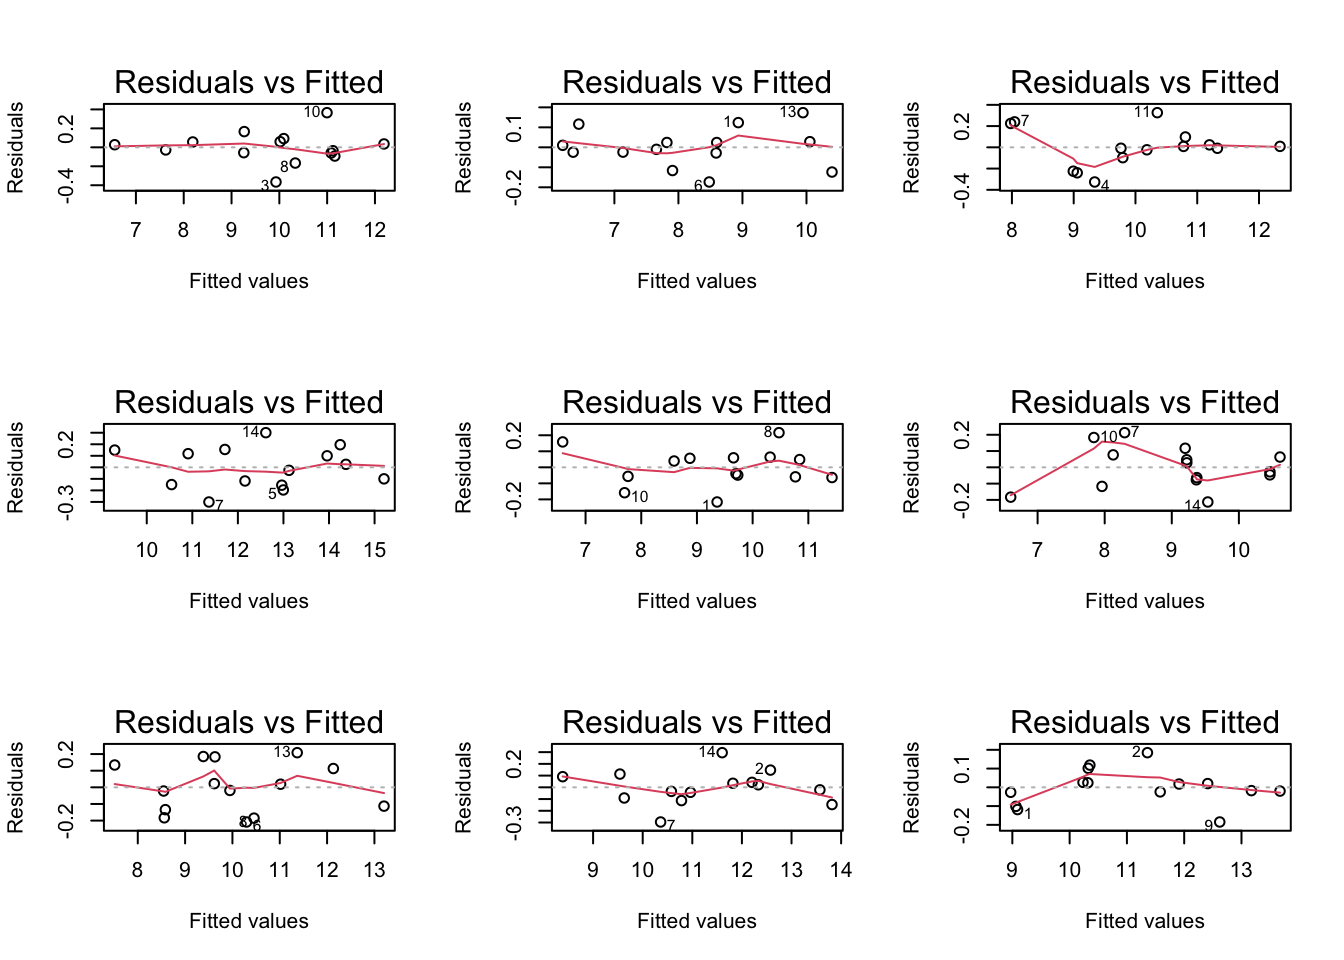 Residuals vs Fitted
Residuals
0.2
-0.4
10
8
3
7 8 9 10 11 12
Fitted values
Residuals vs Fitted
Residuals
0.1
-0.2
13
1
6
7 8 9 10
Fitted values
Residuals vs Fitted
Residuals
0.2
-0.4
11
7
4
8 9 10 11 12
Fitted values
Residuals vs Fitted
Residuals
0.2
-0.3
14
5
7
10 11 12 13 14 15
Fitted values
Residuals vs Fitted
Residuals
0.2
-0.2
8
10
1
7 8 9 10 11
Fitted values
Residuals vs Fitted
Residuals
0.2
-0.2
10
7
14
7 8 9 10
Fitted values
Residuals vs Fitted
Residuals
0.2
-0.2
13
8
6
8 9 10 11 12 13
Fitted values
Residuals vs Fitted
Residuals
0.2
-0.3
14
2
7
9 10 11 12 13 14
Fitted values
Residuals vs Fitted
Residuals
0.1
-0.2
2
1
9
9 10 11 12 13
Fitted values